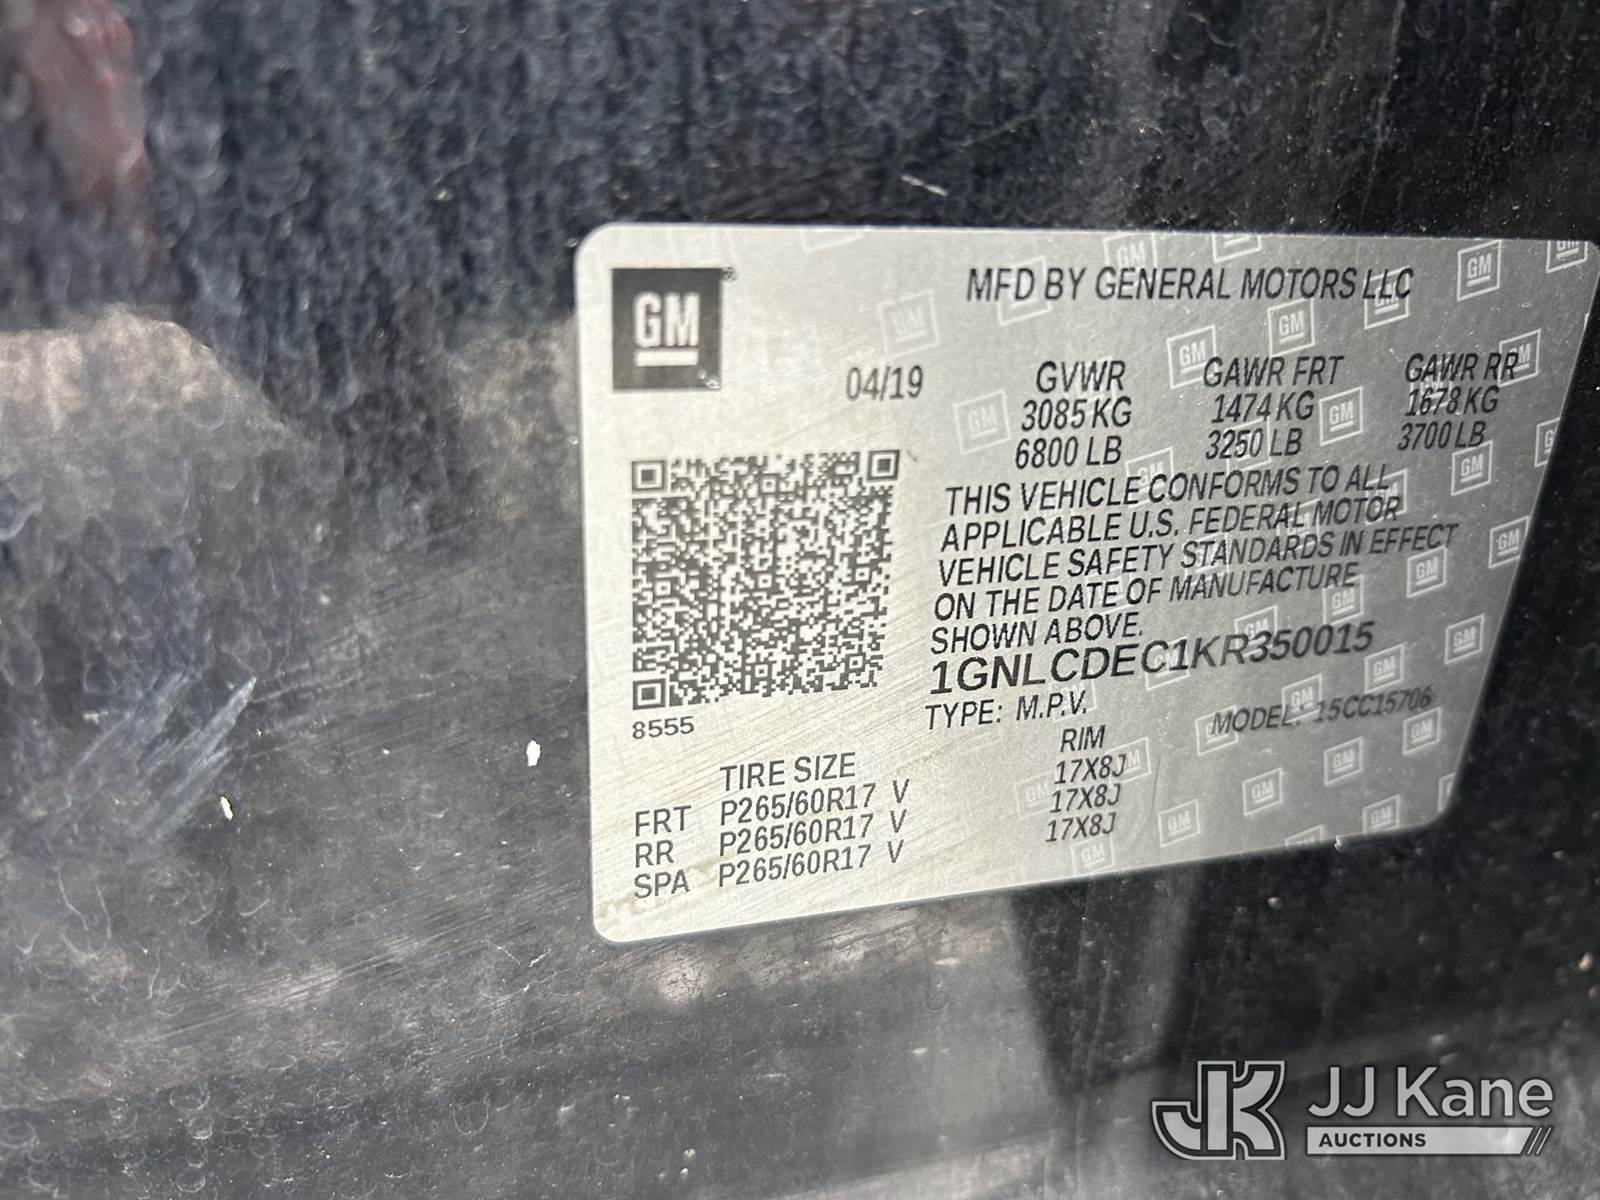 GM
MFD BY GENERAL MOTORS LLC
04/19
GVWR GAWR FRT GAWR RR
3085 KG 1474 KG 1678 KG
6800 LB 3250 LB 3700 LB
THIS VEHICLE CONFORMS TO ALL
APPLICABLE U.S. FEDERAL MOTOR
VEHICLE SAFETY STANDARDS IN EFFECT
ON THE DATE OF MANUFACTURE
SHOWN ABOVE.
1GNLCDEC1KR350015
TYPE: M.P.V. MODEL: 15CC15706
8555
TIRE SIZE RIM
FRT P265/60R17 V 17X8J
RR P265/60R17 V 17X8J
SPA P265/60R17 V 17X8J
JK JJ Kane
AUCTIONS